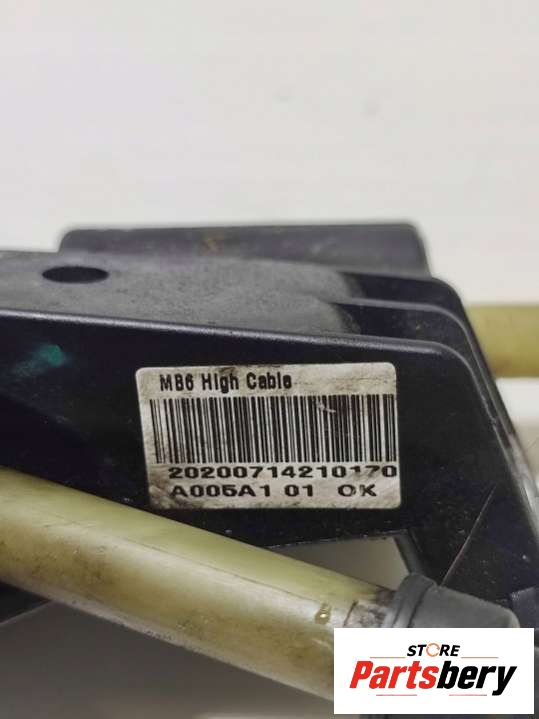 MB6 High Cable
20200714210170
A005A1 01 OK
STORE
Partsbery